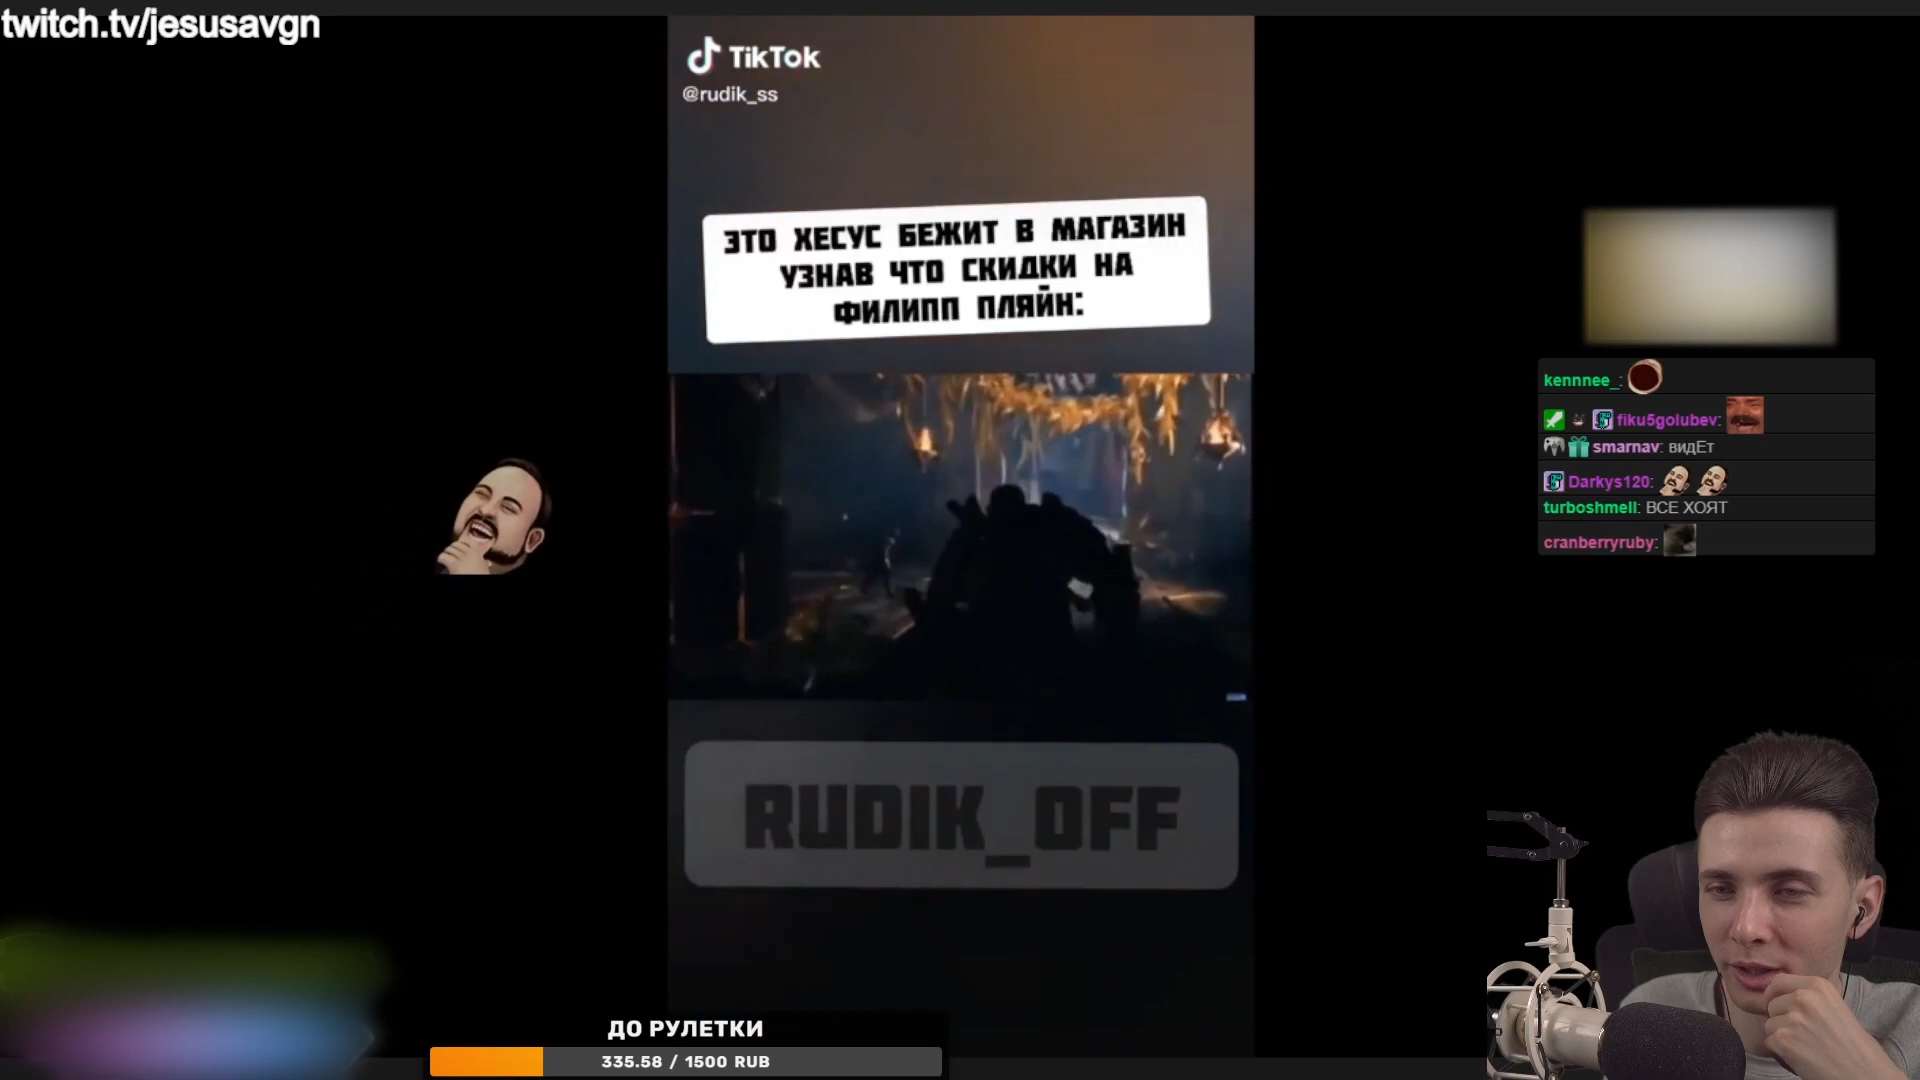 twitch.tv/jesusavgn
TikTok
@rudik_ss
ЭТО ХЕСУС БЕЖИТ В МАГАЗИН
УЗНАВ ЧТО СКИДКИ НА
ФИЛИПП ПЛЯЙН:
kennnee_:
fiku5golubev:
smarnav: видЕт
Darkys120:
turboshmell: ВСЕ ХОЯТ
cranberryruby:
RUDIK_OFF
ДО РУЛЕТКИ
335.58 / 1500 RUB